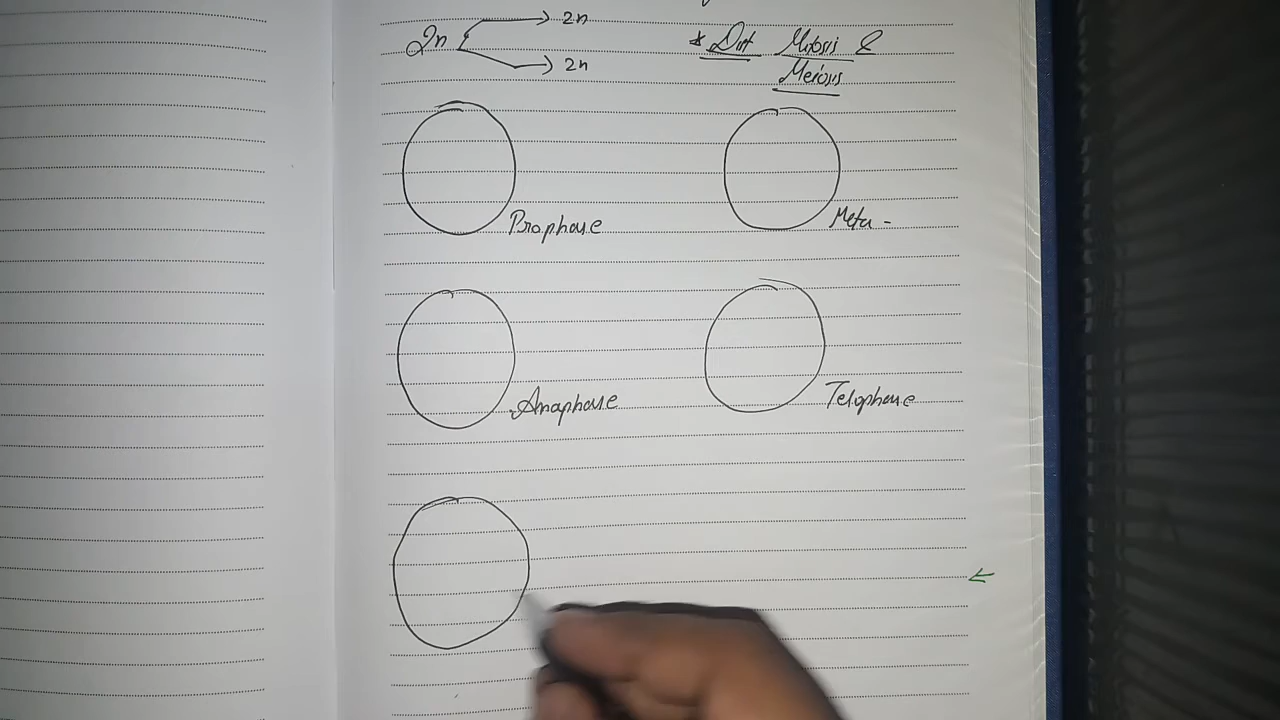 2n
2n
2n
* Diff Mitosis &
Meiosis
Prophase
Meta -
Anaphase
Telophase